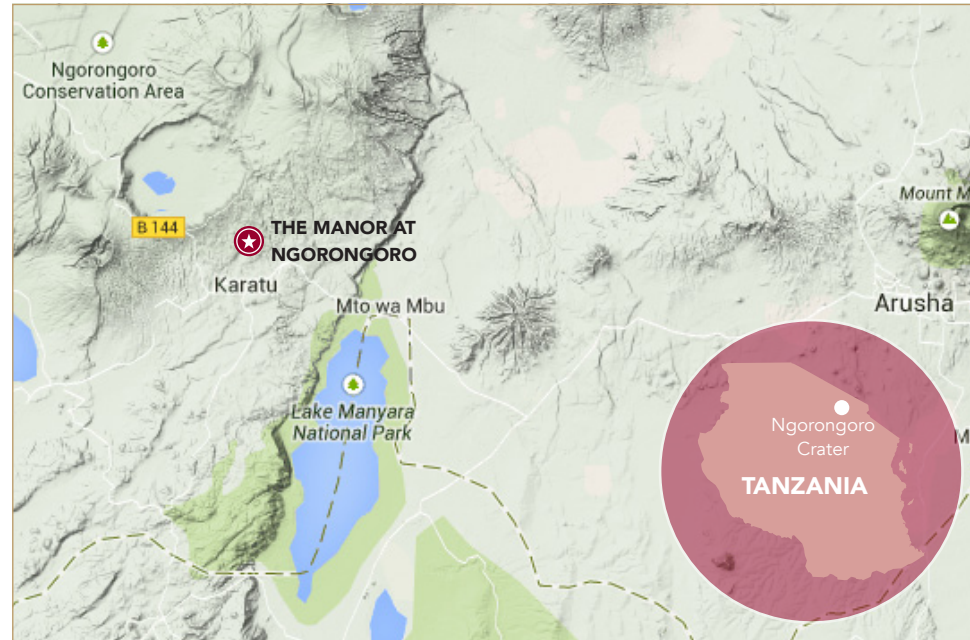 Ngorongoro
Conservation Area
Mount M
B 144
THE MANOR AT
NGORONGORO
Karatu
Mto wa Mbu
Arusha
Lake Manyara
National Park
Ngorongoro
Crater
M
TANZANIA